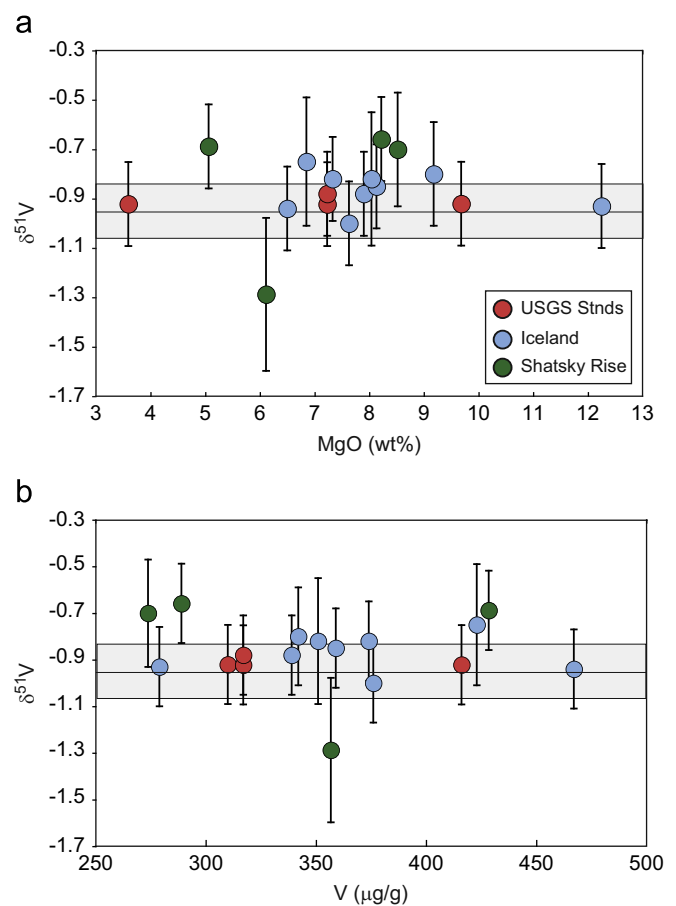 a
-0.3
-0.5
-0.7
-0.9
-1.1
-1.3
-1.5
-1.7
δ⁵¹V
USGS Stnds
Iceland
Shatsky Rise
3 4 5 6 7 8 9 10 11 12 13
MgO (wt%)
b
-0.3
-0.5
-0.7
-0.9
-1.1
-1.3
-1.5
-1.7
δ⁵¹V
250 300 350 400 450 500
V (μg/g)